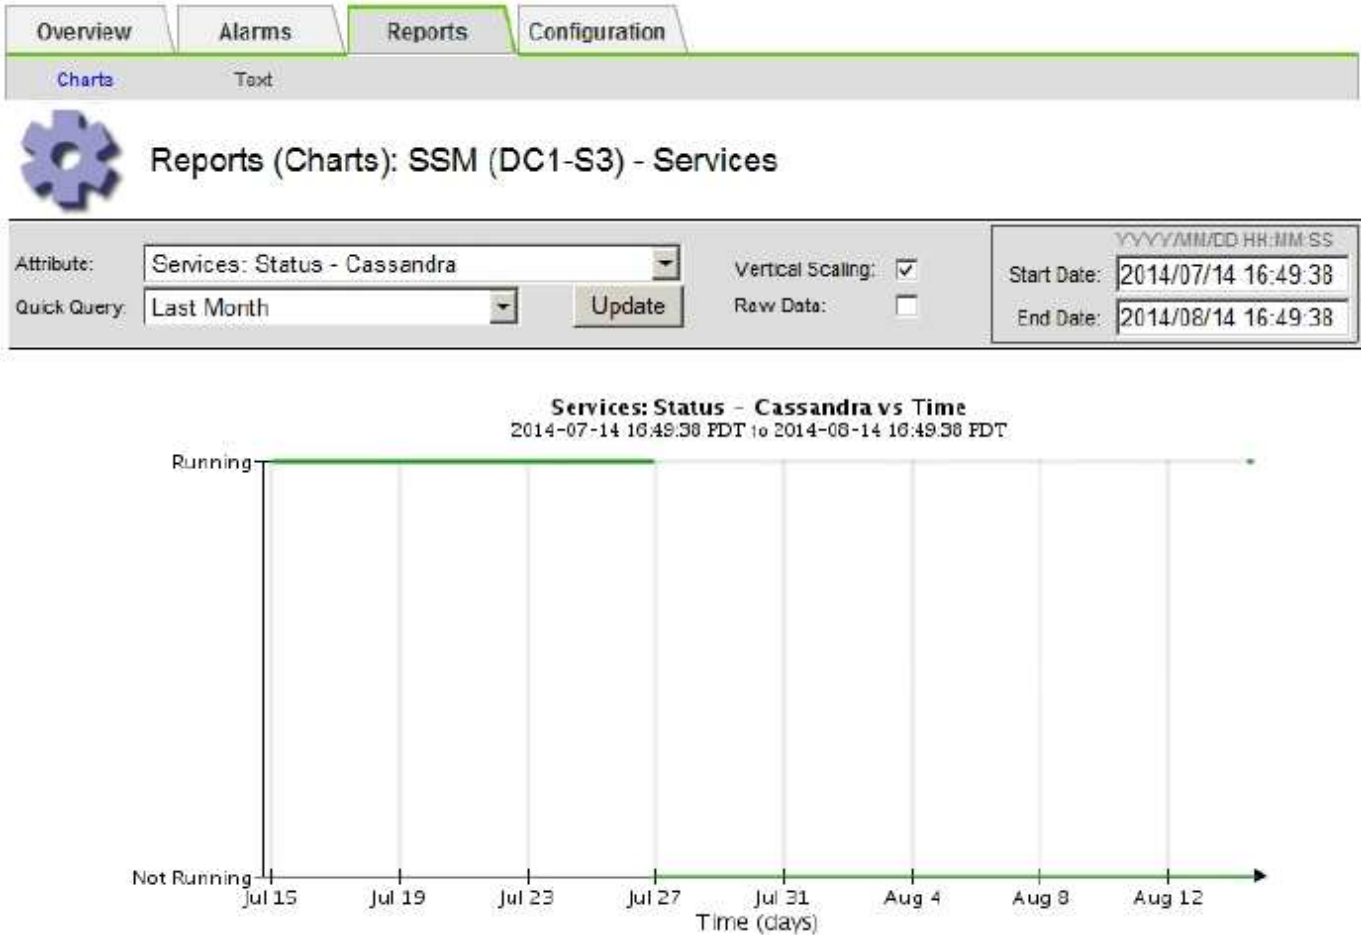 Overview Alarms Reports Configuration
Charts Text
Reports (Charts): SSM (DC1-S3) - Services
YYYY/MM/DD HH:MM:SS
Attribute: Services: Status - Cassandra Vertical Scaling: Start Date: 2014/07/14 16:49:38
Quick Query: Last Month Update Raw Data: End Date: 2014/08/14 16:49:38
Services: Status - Cassandra vs Time
2014-07-14 16:49:38 PDT to 2014-08-14 16:49:38 PDT
Running
Not Running
Jul 15 Jul 19 Jul 23 Jul 27 Jul 31 Aug 4 Aug 8 Aug 12
Time (days)